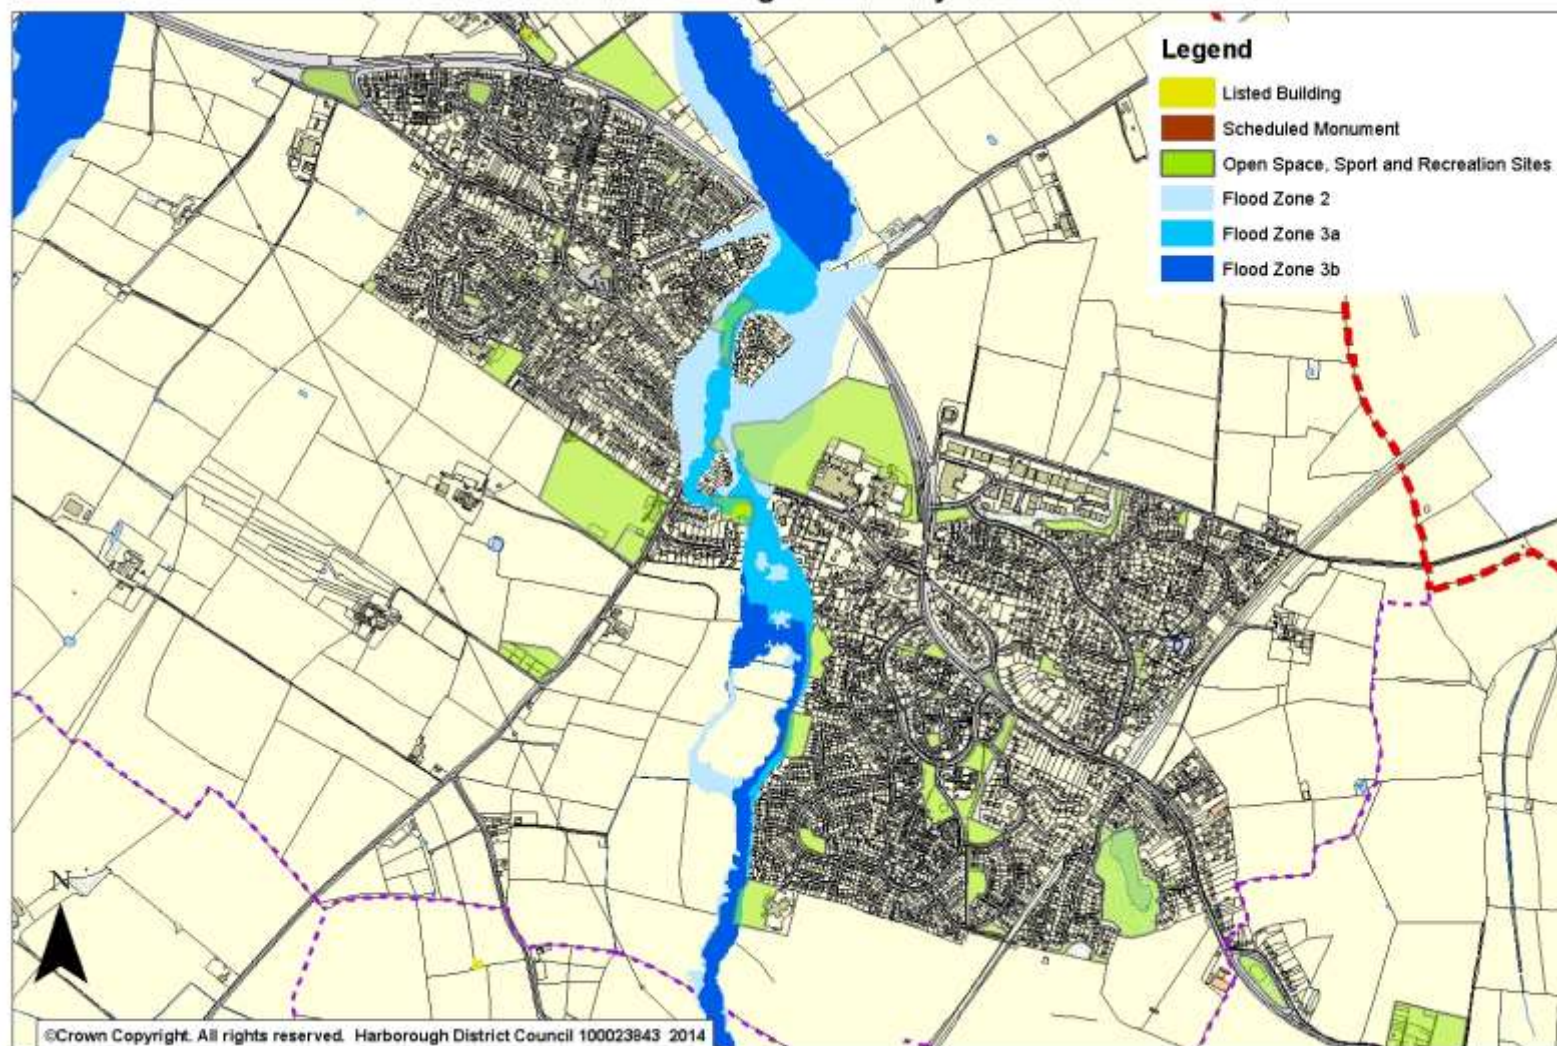 Legend
Listed Building
Scheduled Monument
Open Space, Sport and Recreation Sites
Flood Zone 2
Flood Zone 3a
Flood Zone 3b
N
©Crown Copyright. All rights reserved. Harborough District Council 100023843 2014